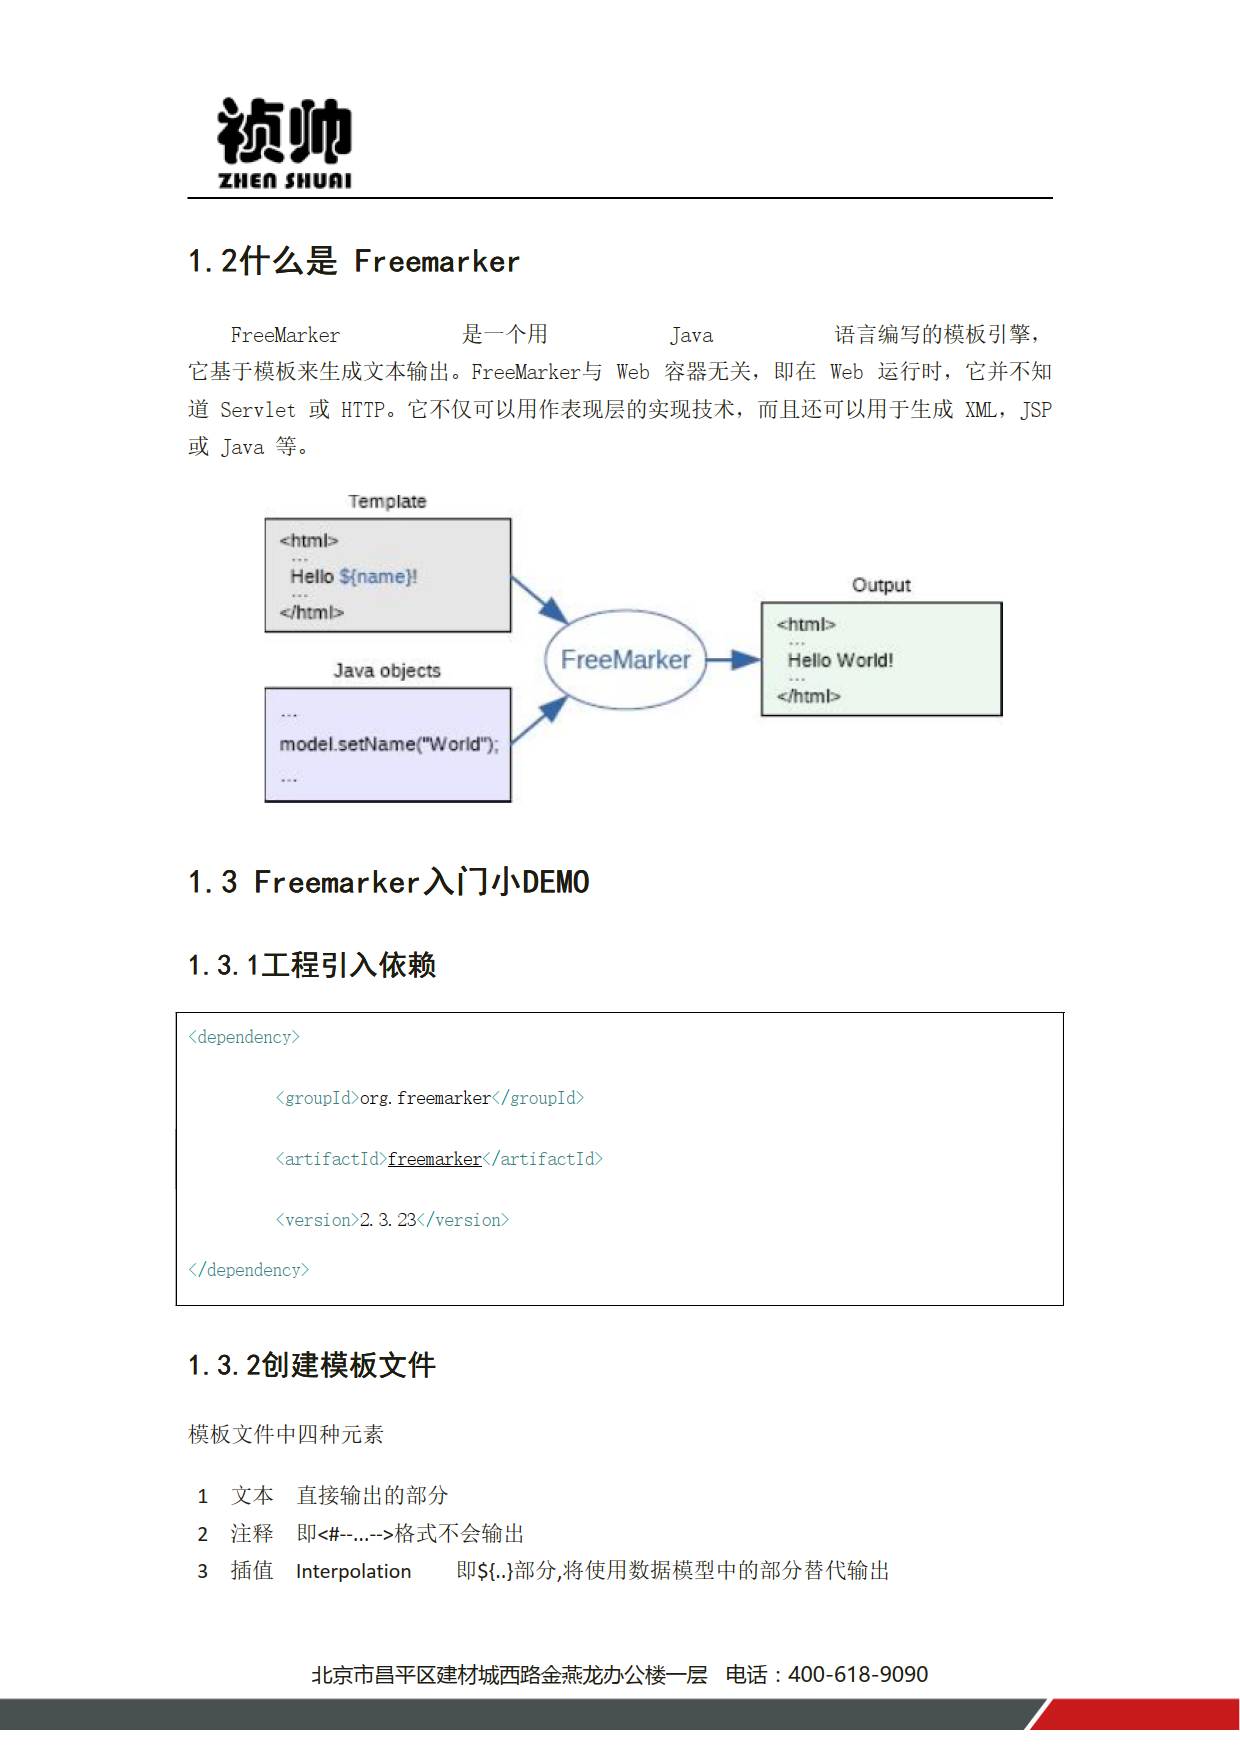 祯帅
ZHEN SHUAI
1.2什么是 Freemarker
FreeMarker 是一个用 Java 语言编写的模板引擎，
它基于模板来生成文本输出。FreeMarker与 Web 容器无关，即在 Web 运行时，它并不知
道 Servlet 或 HTTP。它不仅可以用作表现层的实现技术，而且还可以用于生成 XML，JSP
或 Java 等。
Template
<html>
...
Hello ${name}!
...
</html>
Java objects
...
model.setName("World");
...
FreeMarker
Output
<html>
...
Hello World!
...
</html>
1.3 Freemarker入门小DEMO
1.3.1工程引入依赖
<dependency>
<groupId>org.freemarker</groupId>
<artifactId>freemarker</artifactId>
<version>2.3.23</version>
</dependency>
1.3.2创建模板文件
模板文件中四种元素
1 文本 直接输出的部分
2 注释 即<#--...-->格式不会输出
3 插值 Interpolation 即${..}部分,将使用数据模型中的部分替代输出
北京市昌平区建材城西路金燕龙办公楼一层 电话：400-618-9090